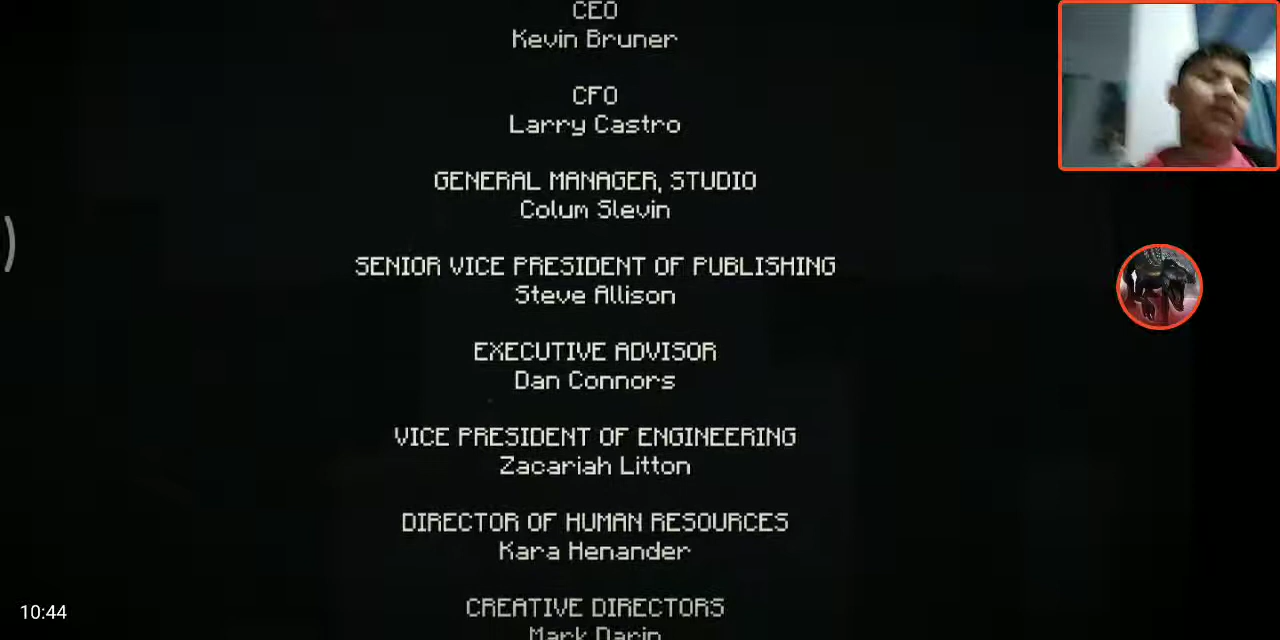 CEO
Kevin Bruner
CFO
Larry Castro
GENERAL MANAGER, STUDIO
Colum Slevin
SENIOR VICE PRESIDENT OF PUBLISHING
Steve Allison
EXECUTIVE ADVISOR
Dan Connors
VICE PRESIDENT OF ENGINEERING
Zacariah Litton
DIRECTOR OF HUMAN RESOURCES
Kara Henander
CREATIVE DIRECTORS
Mark Darin
10:44